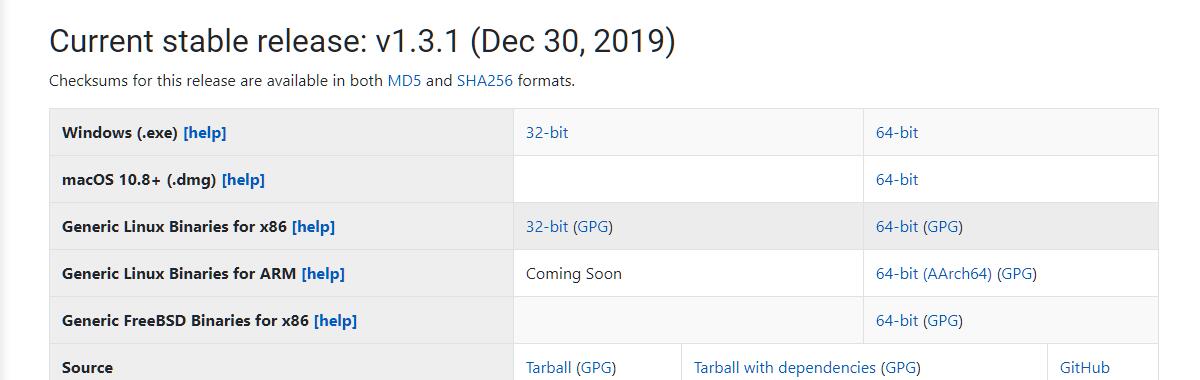 Current stable release: v1.3.1 (Dec 30, 2019)
Checksums for this release are available in both MD5 and SHA256 formats.
Windows (.exe) [help] 32-bit 64-bit
macOS 10.8+ (.dmg) [help] 64-bit
Generic Linux Binaries for x86 [help] 32-bit (GPG) 64-bit (GPG)
Generic Linux Binaries for ARM [help] Coming Soon 64-bit (AArch64) (GPG)
Generic FreeBSD Binaries for x86 [help] 64-bit (GPG)
Source Tarball (GPG) Tarball with dependencies (GPG) GitHub